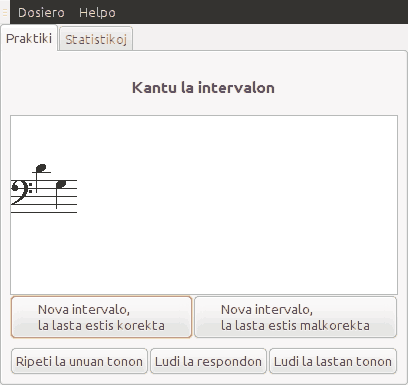 Dosiero Helpo
Praktiki Statistikoj
Kantu la intervalon
Nova intervalo,
la lasta estis korekta
Nova intervalo,
la lasta estis malkorekta
Ripeti la unuan tonon Ludi la respondon Ludi la lastan tonon